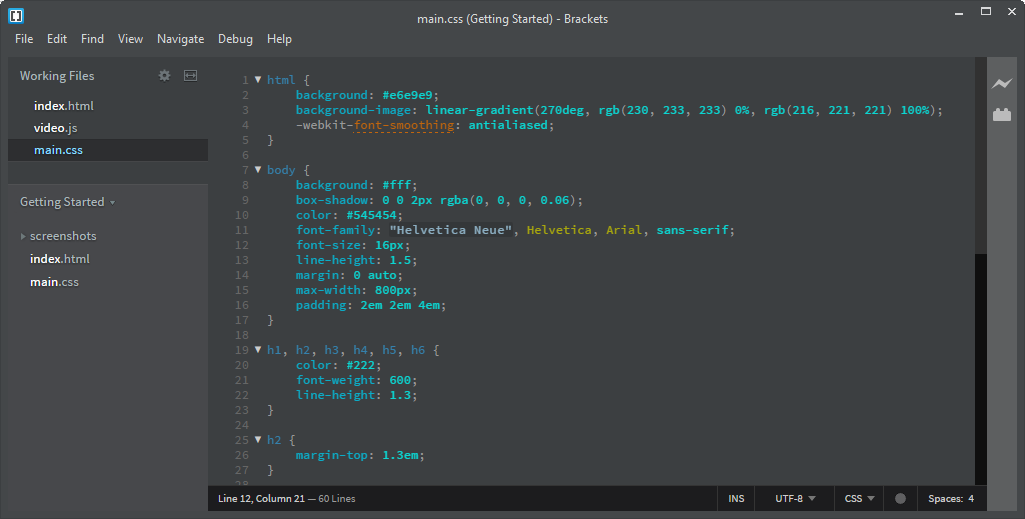 main.css (Getting Started) - Brackets
File Edit Find View Navigate Debug Help
Working Files
index.html
video.js
main.css
Getting Started
screenshots
index.html
main.css
1 html {
2 background: #e6e9e9;
3 background-image: linear-gradient(270deg, rgb(230, 233, 233) 0%, rgb(216, 221, 221) 100%);
4 -webkit-font-smoothing: antialiased;
5 }
6
7 body {
8 background: #fff;
9 box-shadow: 0 0 2px rgba(0, 0, 0, 0.06);
10 color: #545454;
11 font-family: "Helvetica Neue", Helvetica, Arial, sans-serif;
12 font-size: 16px;
13 line-height: 1.5;
14 margin: 0 auto;
15 max-width: 800px;
16 padding: 2em 2em 4em;
17 }
18
19 h1, h2, h3, h4, h5, h6 {
20 color: #222;
21 font-weight: 600;
22 line-height: 1.3;
23 }
24
25 h2 {
26 margin-top: 1.3em;
27 }
28
Line 12, Column 21 — 60 Lines INS UTF-8 CSS Spaces: 4